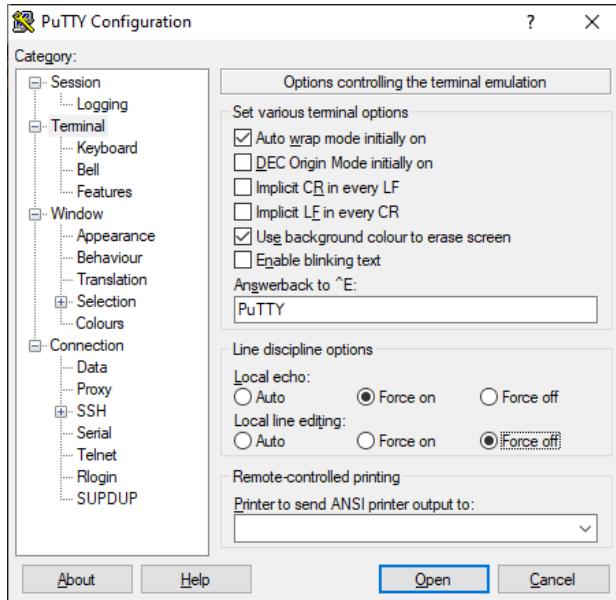 PuTTY Configuration
?
Category:
Session
Logging
Terminal
Keyboard
Bell
Features
Window
Appearance
Behaviour
Translation
Selection
Colours
Connection
Data
Proxy
SSH
Serial
Telnet
Rlogin
SUPDUP
Options controlling the terminal emulation
Set various terminal options
Auto wrap mode initially on
DEC Origin Mode initially on
Implicit CR in every LF
Implicit LF in every CR
Use background colour to erase screen
Enable blinking text
Answerback to ^E:
PuTTY
Line discipline options
Local echo:
Auto Force on Force off
Local line editing:
Auto Force on Force off
Remote-controlled printing
Printer to send ANSI printer output to:
About Help Open Cancel